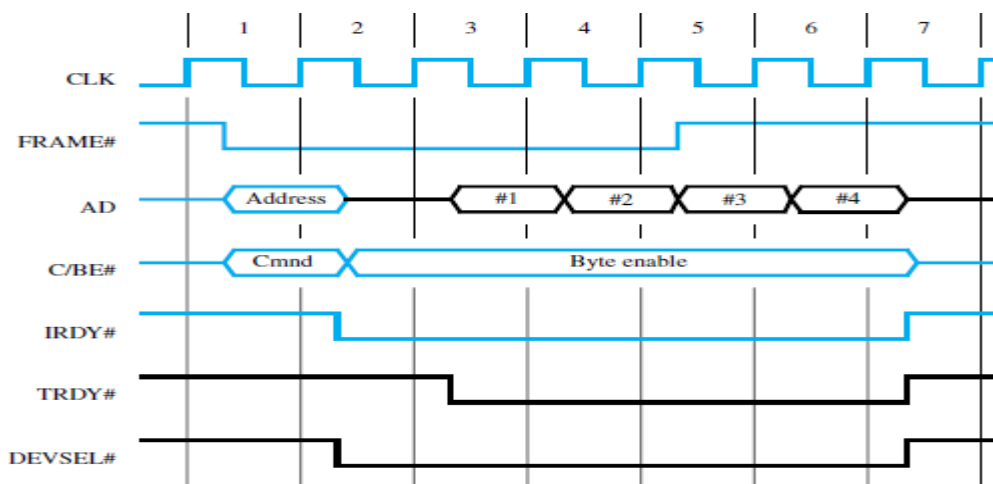 1 2 3 4 5 6 7
CLK
FRAME#
AD Address #1 #2 #3 #4
C/BE# Cmnd Byte enable
IRDY#
TRDY#
DEVSEL#